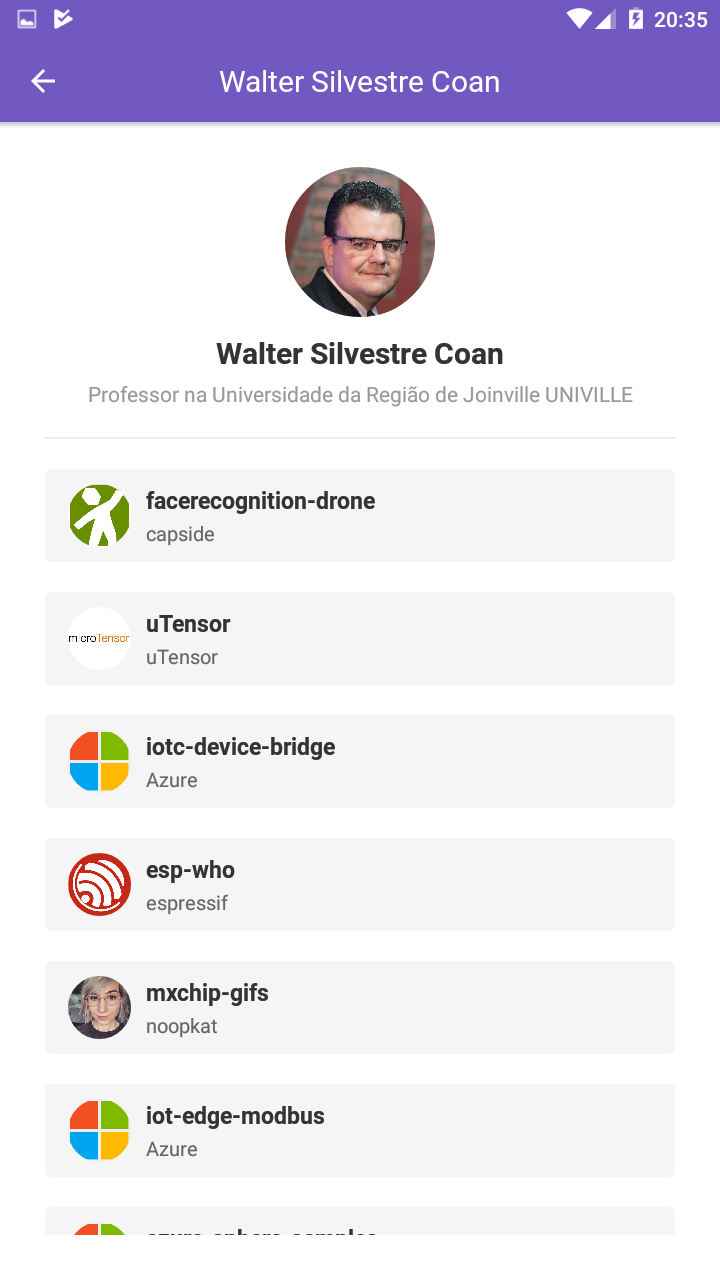 20:35
Walter Silvestre Coan
Walter Silvestre Coan
Professor na Universidade da Região de Joinville UNIVILLE
facerecognition-drone
capside
microTensor
uTensor
uTensor
iotc-device-bridge
Azure
esp-who
espressif
mxchip-gifs
noopkat
iot-edge-modbus
Azure